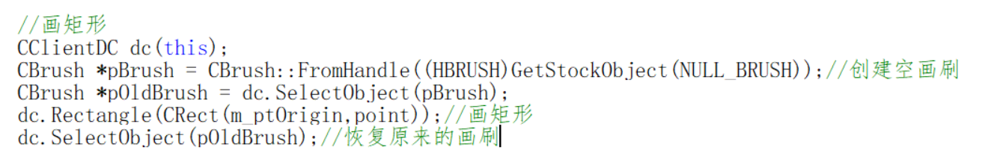 //画矩形
CClientDC dc(this);
CBrush *pBrush = CBrush::FromHandle((HBRUSH)GetStockObject(NULL_BRUSH));//创建空画刷
CBrush *pOldBrush = dc.SelectObject(pBrush);
dc.Rectangle(CRect(m_ptOrigin,point));//画矩形
dc.SelectObject(pOldBrush);//恢复原来的画刷